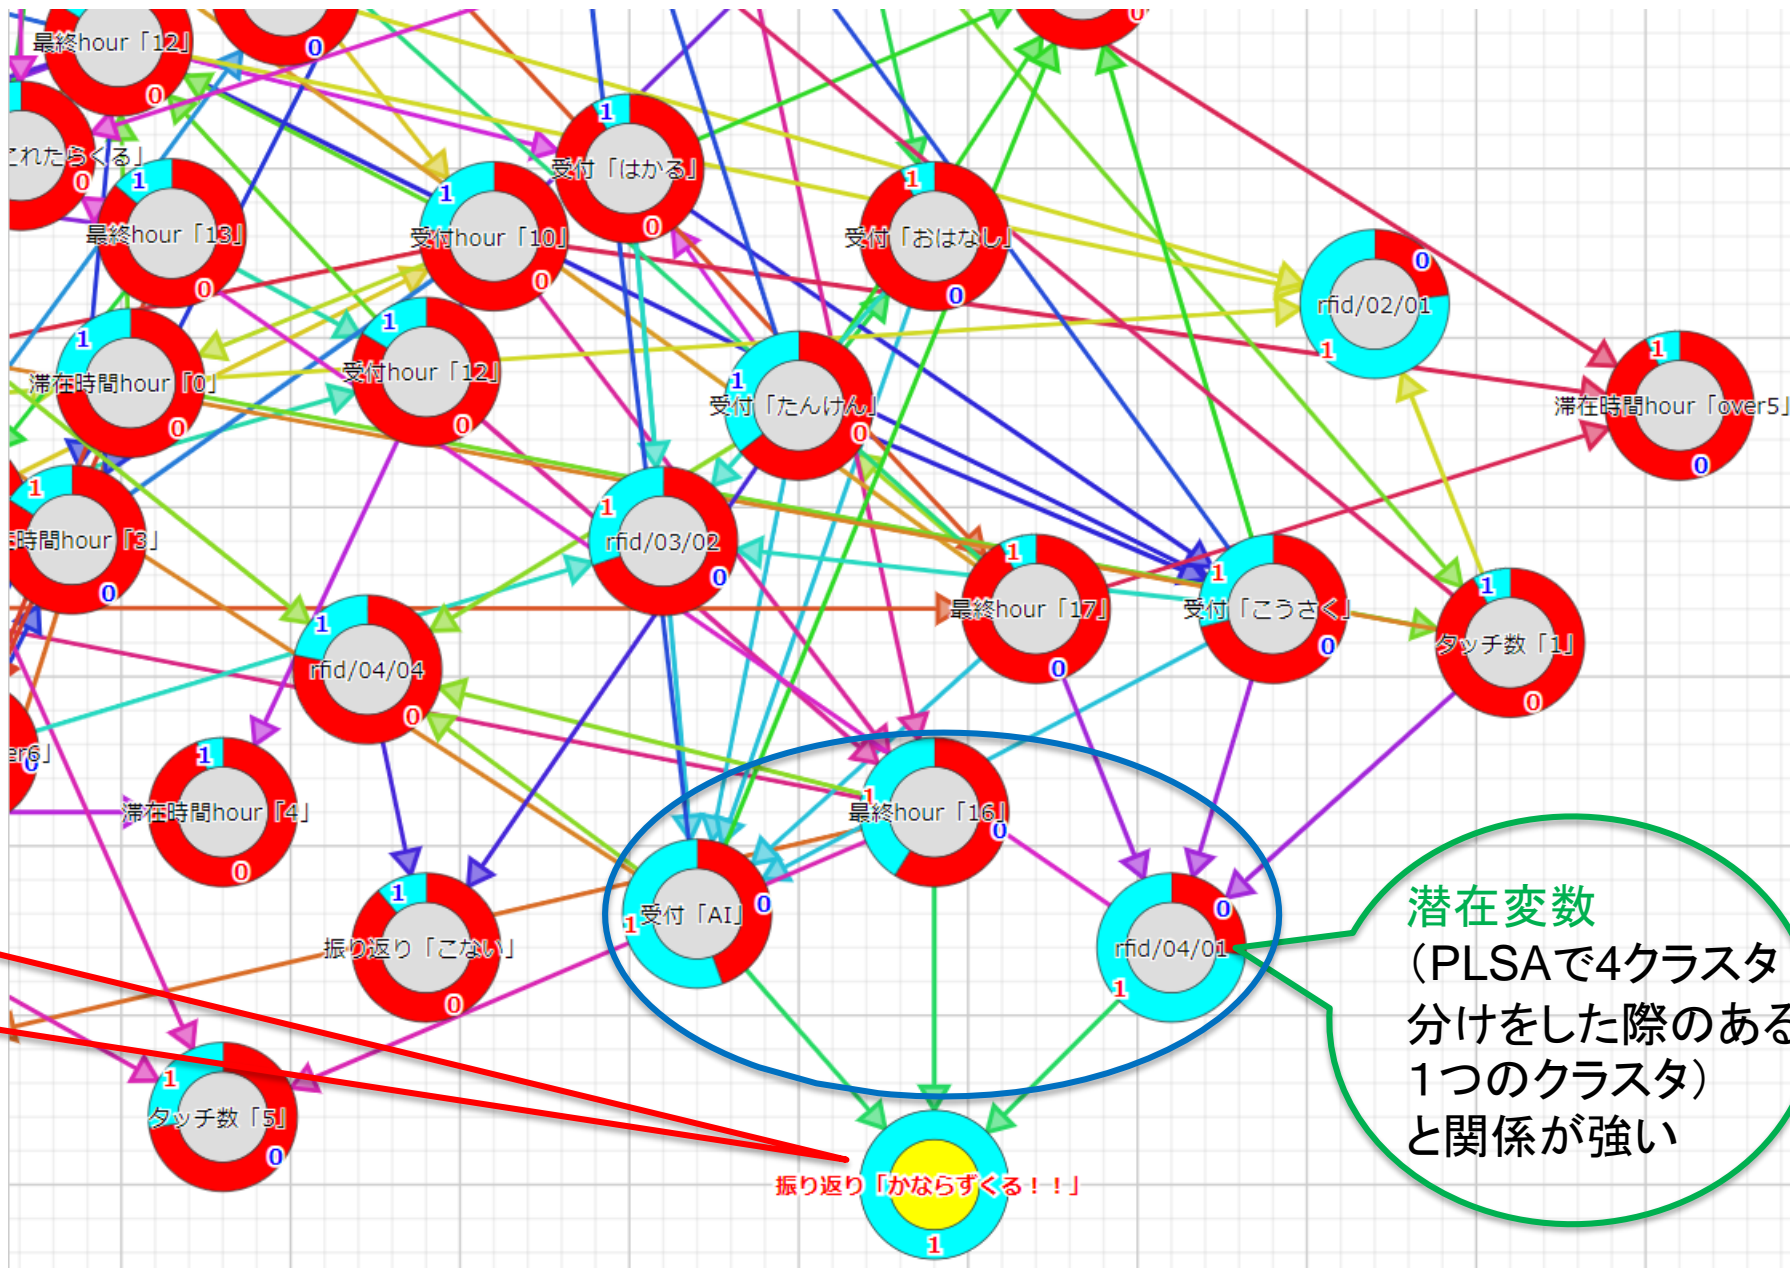 0
0
最終hour「12」
0
1
受付「はかる」
0
これたらくる」
0
1
最終hour「13」
0
1
受付hour「10」
0
1
受付「おはなし」
0
0
rfid/02/01
1
1
滞在時間hour「0」
0
1
受付hour「12」
0
1
受付「たんけん」
0
1
滞在時間hour「over5」
0
1
時間hour「3」
0
1
rfid/03/02
0
1
最終hour「17」
0
1
受付「こうさく」
0
1
タッチ数「1」
0
1
rfid/04/04
0
er6」
0
1
滞在時間hour「4」
0
1
最終hour「16」
0
1
振り返り「こない」
0
受付「AI」
0
1
0
rfid/04/01
1
潜在変数
（PLSAで4クラスタ
分けをした際のある
１つのクラスタ）
と関係が強い
1
タッチ数「5」
0
振り返り「かならずくる！！」
1